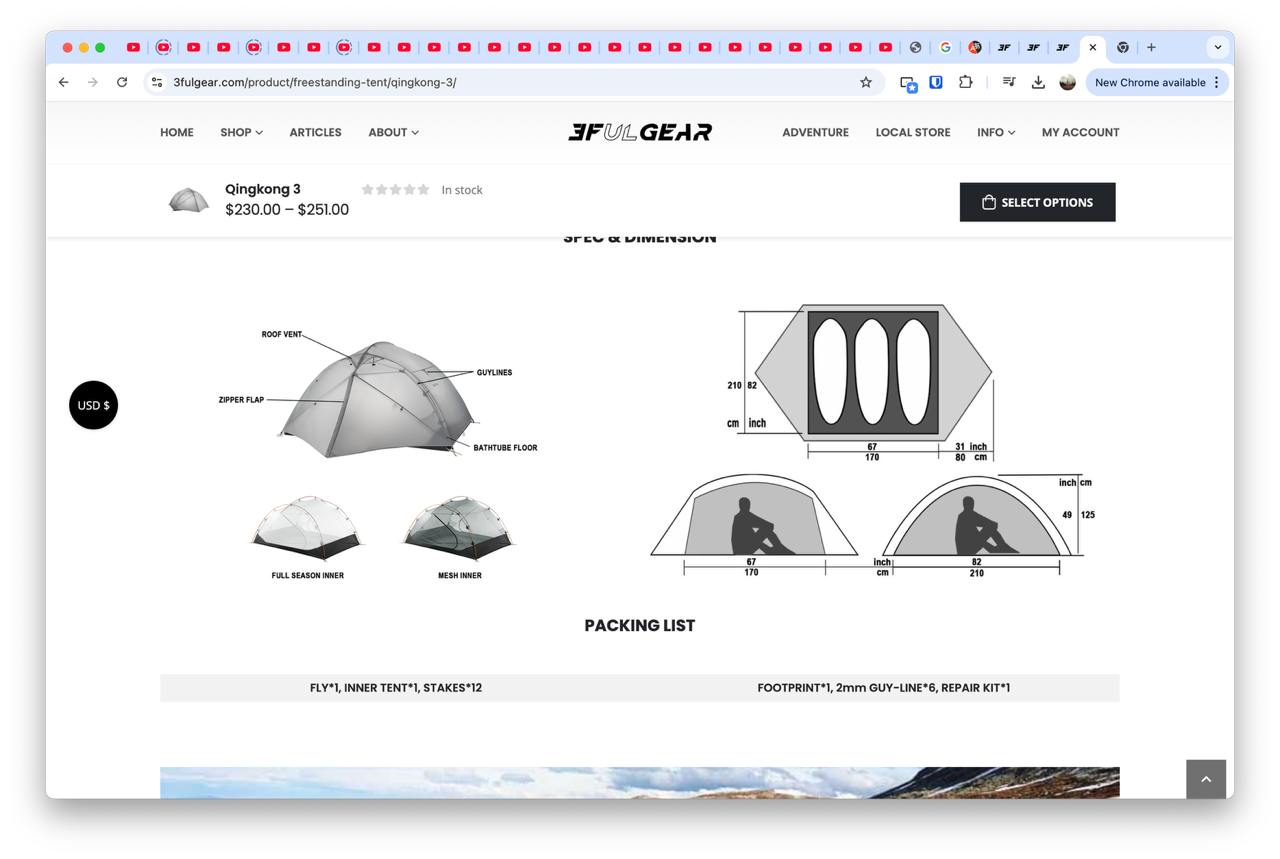 3fulgear.com/product/freestanding-tent/qingkong-3/
New Chrome available
HOME SHOP ARTICLES ABOUT 3FULGEAR ADVENTURE LOCAL STORE INFO MY ACCOUNT
Qingkong 3 In stock
$230.00 – $251.00
SELECT OPTIONS
SPEC & DIMENSION
USD $
ROOF VENT
GUYLINES
ZIPPER FLAP
BATHTUBE FLOOR
FULL SEASON INNER MESH INNER
210 82
cm inch
67 31 inch
170 80 cm
inch cm
49 125
67 inch 82
170 cm 210
PACKING LIST
FLY*1, INNER TENT*1, STAKES*12 FOOTPRINT*1, 2mm GUY-LINE*6, REPAIR KIT*1